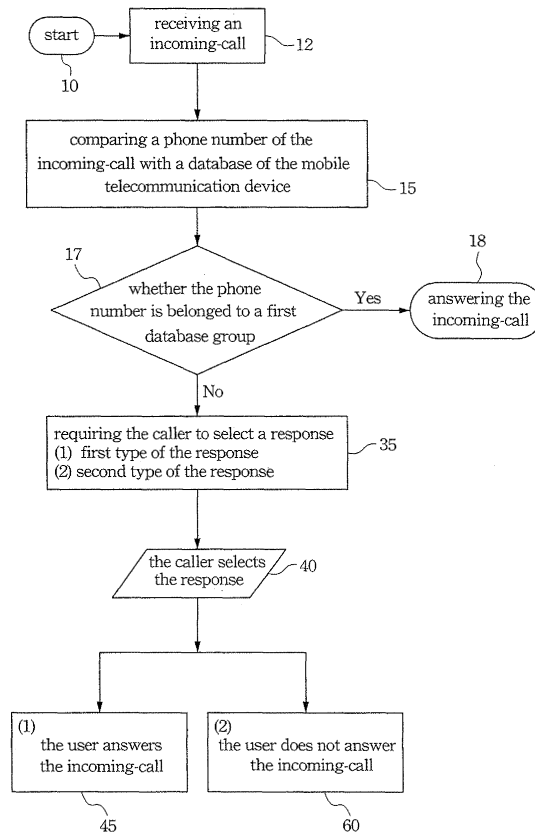 start
10
receiving an
incoming-call
12
comparing a phone number of the
incoming-call with a database of the mobile
telecommunication device
15
17
whether the phone
number is belonged to a first
database group
Yes
18
answering the
incoming-call
No
requiring the caller to select a response
(1) first type of the response
(2) second type of the response
35
the caller selects
the response
40
(1)
the user answers
the incoming-call
45
(2)
the user does not answer
the incoming-call
60